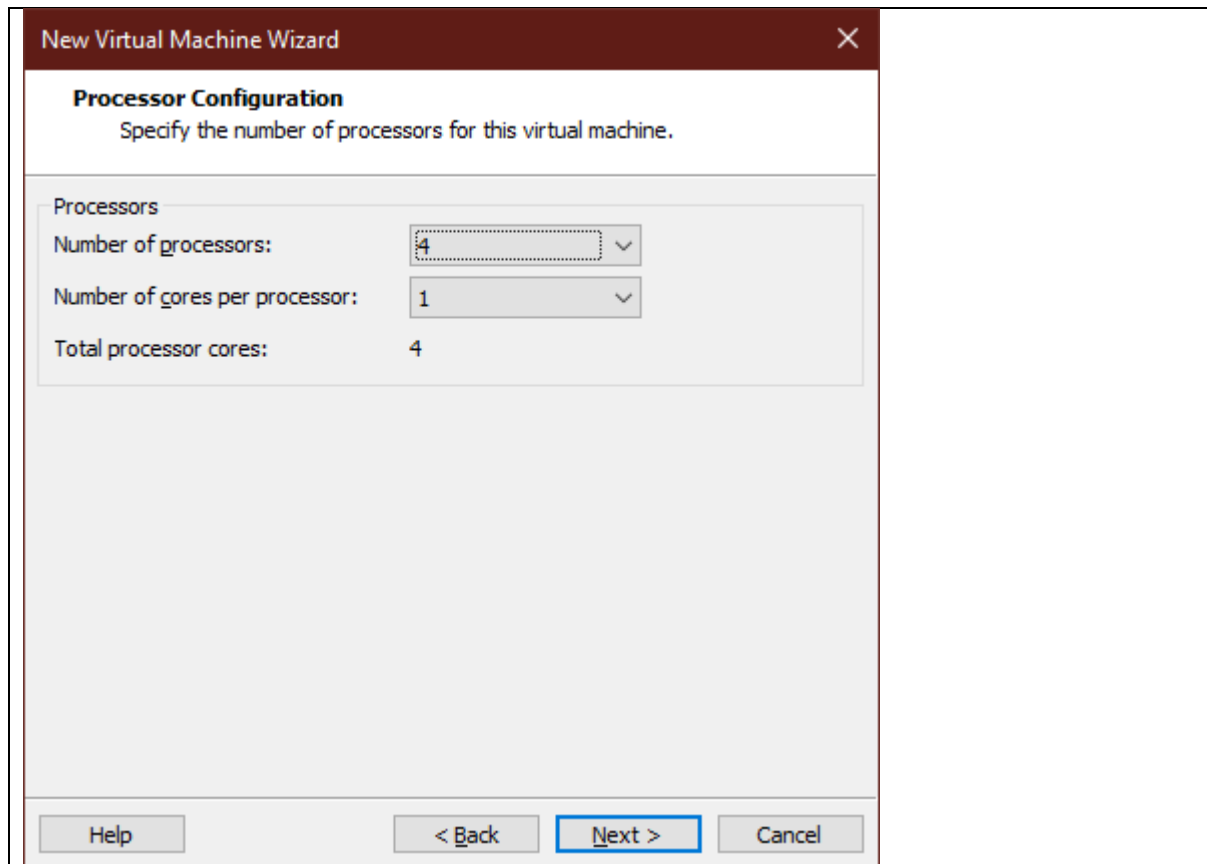 New Virtual Machine Wizard
Processor Configuration
Specify the number of processors for this virtual machine.
Processors
Number of processors: 4
Number of cores per processor: 1
Total processor cores: 4
Help < Back Next > Cancel